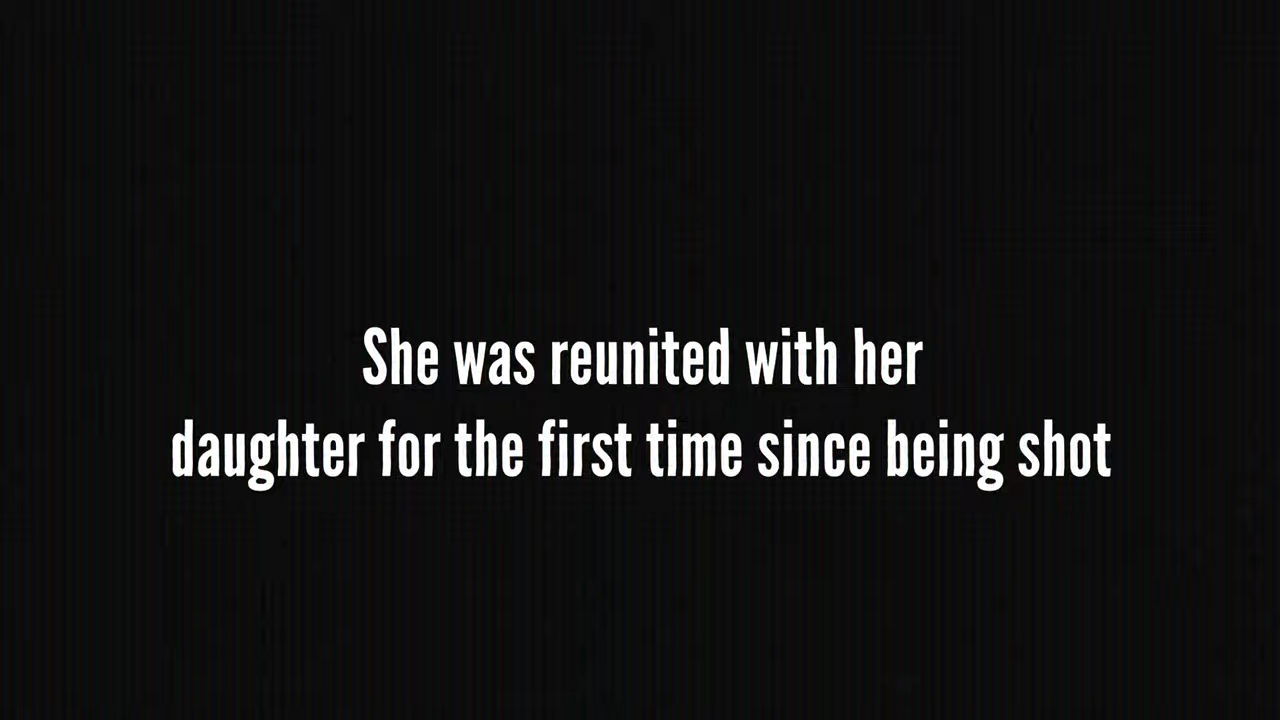 She was reunited with her
daughter for the first time since being shot